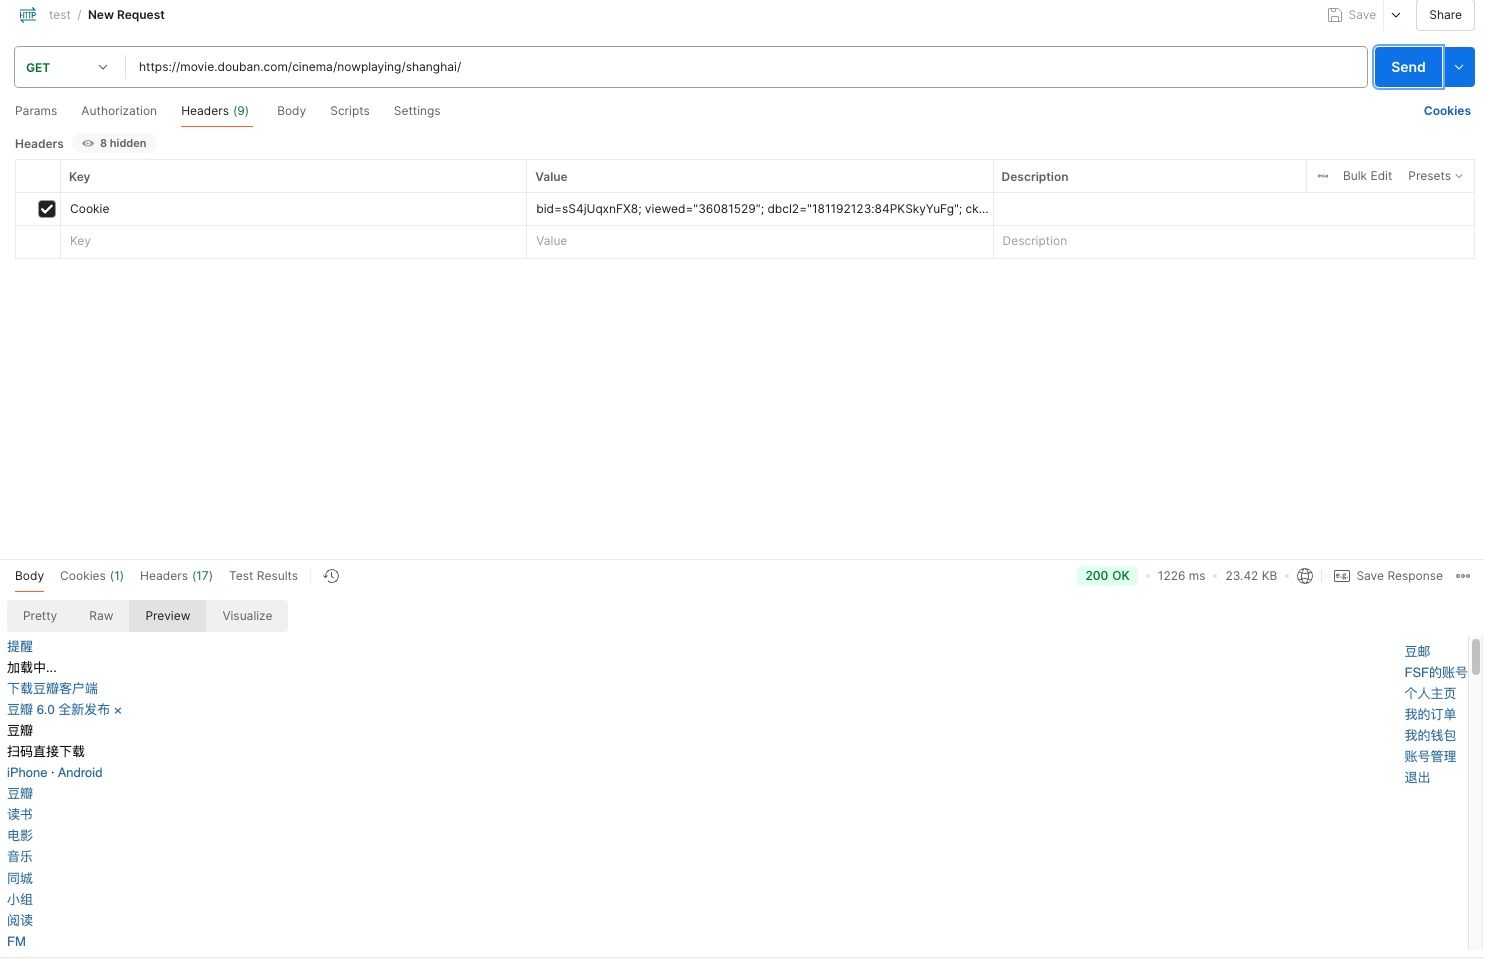 HTTP test / New Request Save Share
GET https://movie.douban.com/cinema/nowplaying/shanghai/ Send
Params Authorization Headers (9) Body Scripts Settings Cookies
Headers 8 hidden
Key Value Description Bulk Edit Presets
Cookie bid=sS4jUqxnFX8; viewed="36081529"; dbcl2="181192123:84PKSkyYuFg"; ck...
Key Value Description
Body Cookies (1) Headers (17) Test Results 200 OK 1226 ms 23.42 KB e.g. Save Response
Pretty Raw Preview Visualize
提醒
加载中...
下载豆瓣客户端
豆瓣 6.0 全新发布 ×
豆瓣
扫码直接下载
iPhone · Android
豆瓣
读书
电影
音乐
同城
小组
阅读
FM
豆邮
FSF的账号
个人主页
我的订单
我的钱包
账号管理
退出